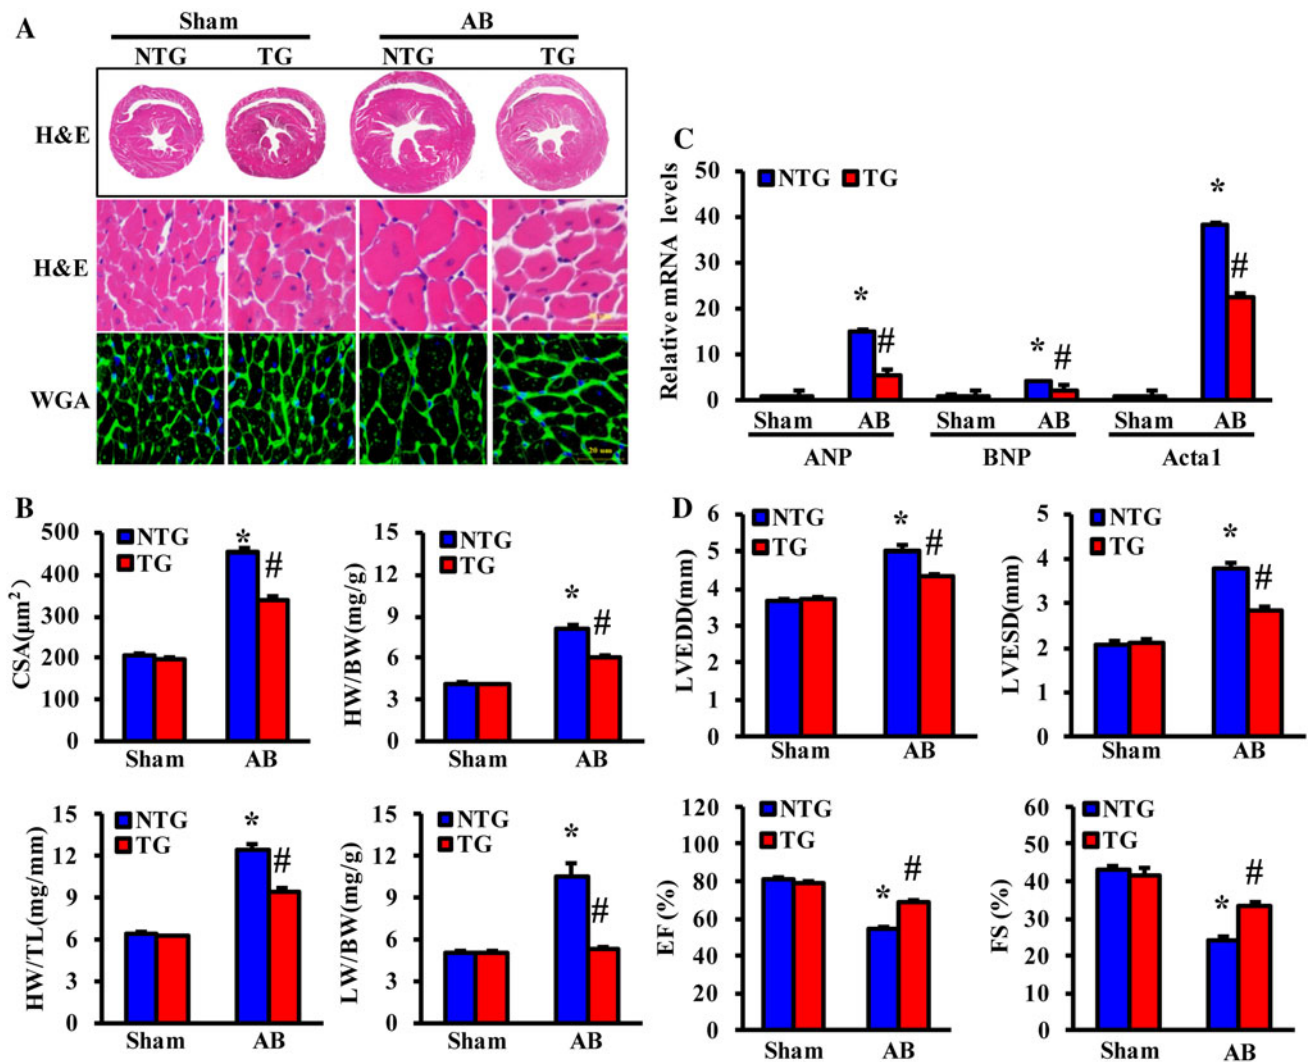 A
Sham
AB
NTG
TG
NTG
TG
H&E
H&E
WGA
20 um
C
Relative mRNA levels
50
40
30
20
10
0
NTG
TG
*
#
*
#
*
#
Sham
AB
Sham
AB
Sham
AB
ANP
BNP
Acta1
B
CSA(μm²)
500
400
300
200
100
0
NTG
TG
*
#
Sham
AB
HW/BW(mg/g)
15
12
9
6
3
0
NTG
TG
*
#
Sham
AB
HW/TL(mg/mm)
15
12
9
6
3
0
NTG
TG
*
#
Sham
AB
LW/BW(mg/g)
15
12
9
6
3
0
NTG
TG
*
#
Sham
AB
D
LVEDD(mm)
6
5
4
3
2
1
0
NTG
TG
*
#
Sham
AB
LVESD(mm)
5
4
3
2
1
0
NTG
TG
*
#
Sham
AB
EF(%)
120
100
80
60
40
20
0
NTG
TG
*
#
Sham
AB
FS(%)
60
50
40
30
20
10
0
NTG
TG
*
#
Sham
AB